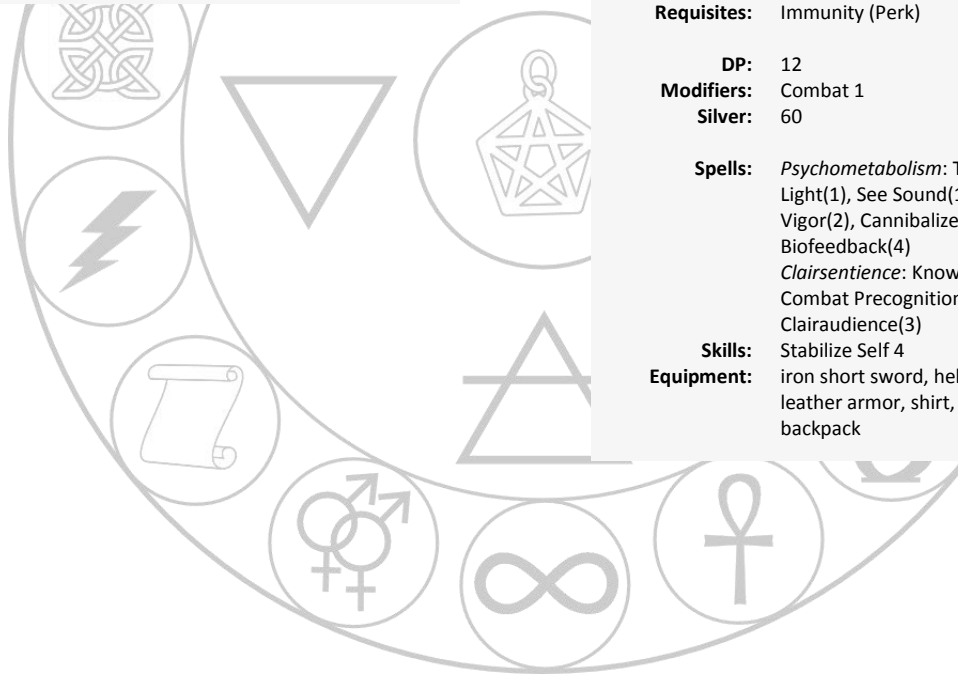 Requisites: Immunity (Perk)
DP: 12
Modifiers: Combat 1
Silver: 60
Spells: Psychometabolism:
Light(1), See Sound(
Vigor(2), Cannibalize
Biofeedback(4)
Clairsentience: Know
Combat Precognition
Clairaudience(3)
Skills: Stabilize Self 4
Equipment: iron short sword,
leather armor, shirt,
backpack